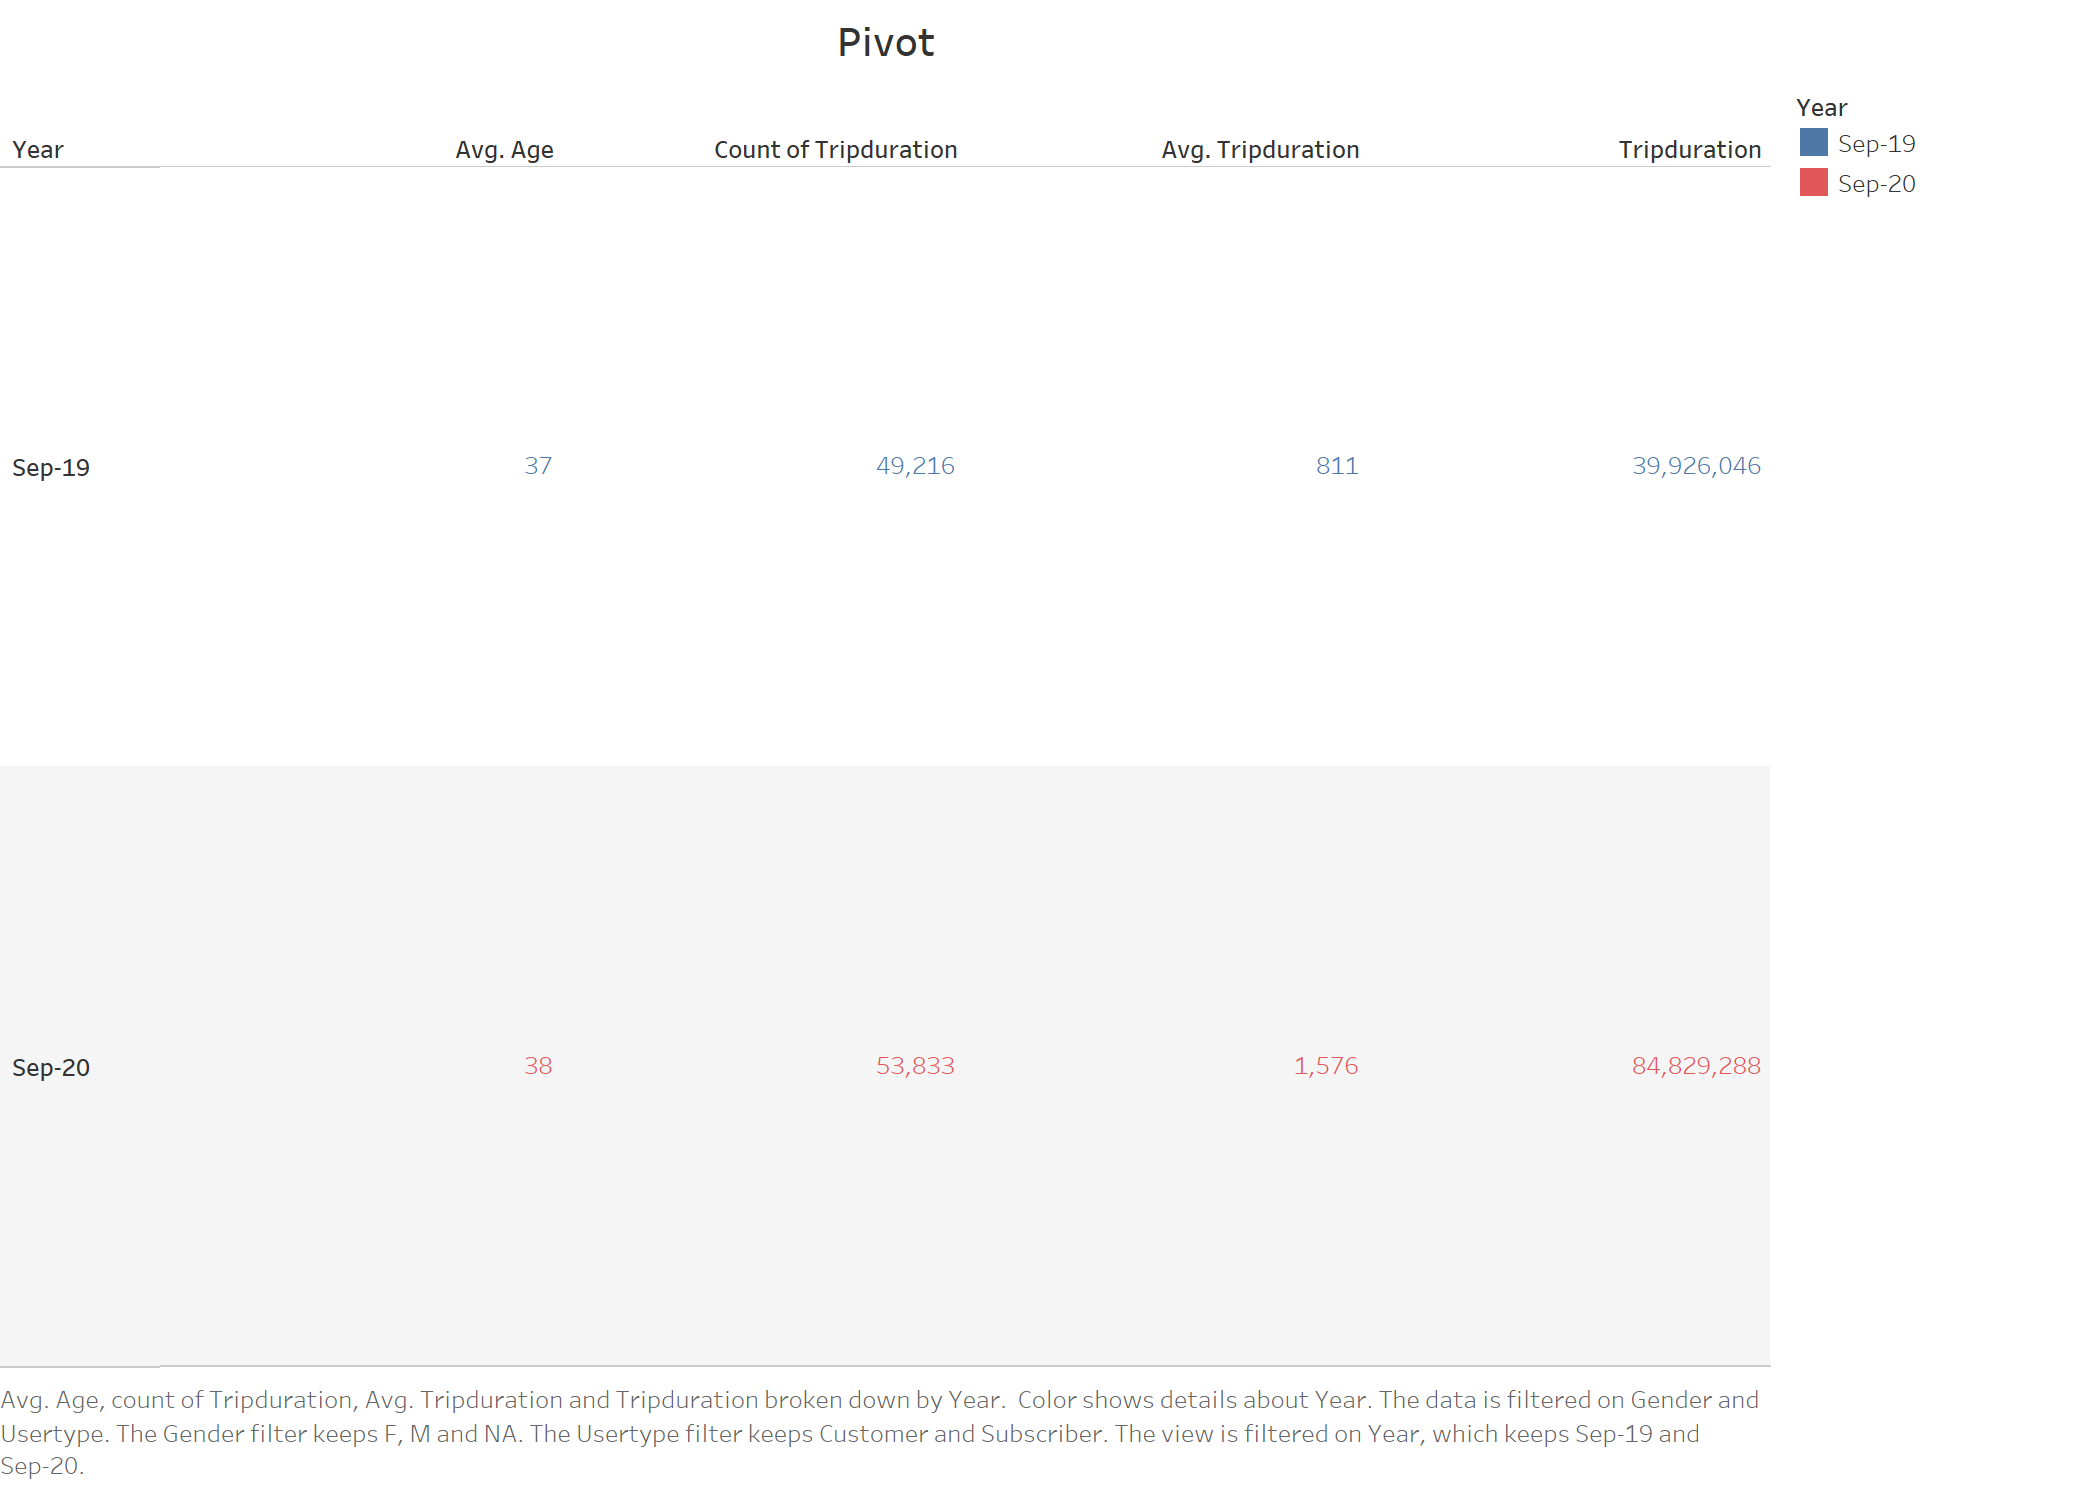 Pivot
Year
Sep-19
Sep-20
Year Avg. Age Count of Tripduration Avg. Tripduration Tripduration
Sep-19 37 49,216 811 39,926,046
Sep-20 38 53,833 1,576 84,829,288
Avg. Age, count of Tripduration, Avg. Tripduration and Tripduration broken down by Year.  Color shows details about Year. The data is filtered on Gender and
Usertype. The Gender filter keeps F, M and NA. The Usertype filter keeps Customer and Subscriber. The view is filtered on Year, which keeps Sep-19 and
Sep-20.